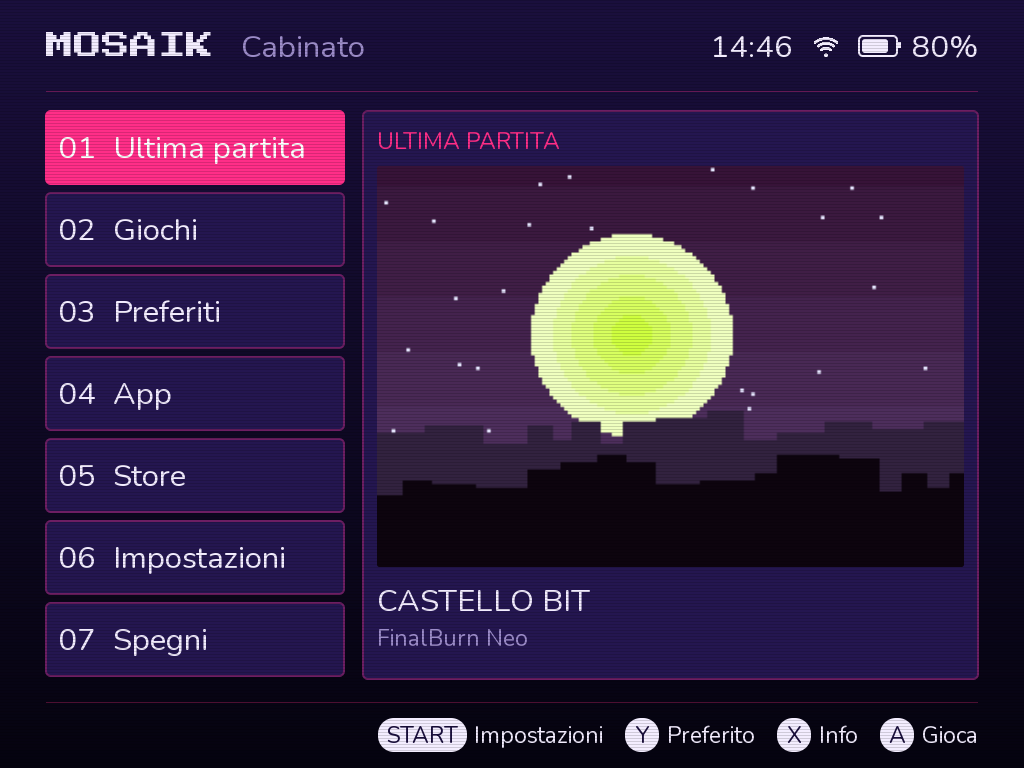 MOSAIK Cabinato 14:46 80%
01 Ultima partita
02 Giochi
03 Preferiti
04 App
05 Store
06 Impostazioni
07 Spegni
ULTIMA PARTITA
CASTELLO BIT
FinalBurn Neo
START Impostazioni Y Preferito X Info A Gioca